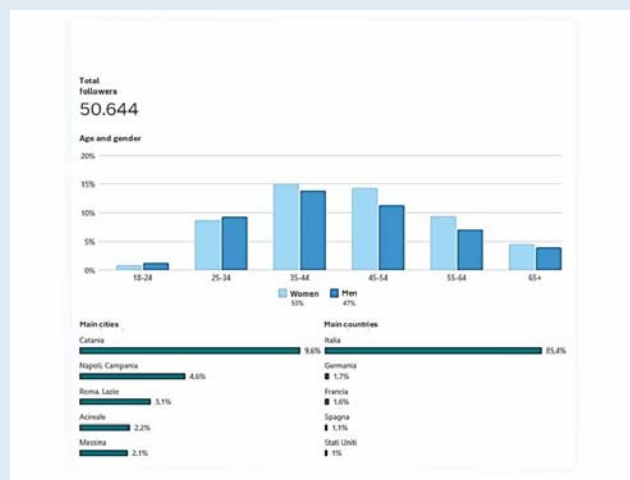 Total
followers
50.644
Age and gender
20%
15%
10%
5%
0%
18-24 25-34 35-44 45-54 55-64 65+
Women Men
53% 47%
Main cities
Catania
9.6%
Napoli, Campania
4.6%
Roma, Lazio
3,1%
Acireale
2.2%
Messina
2.1%
Main countries
Italia
85,4%
Germania
1,7%
Francia
1,6%
Spagna
1,1%
Stati Uniti
1%